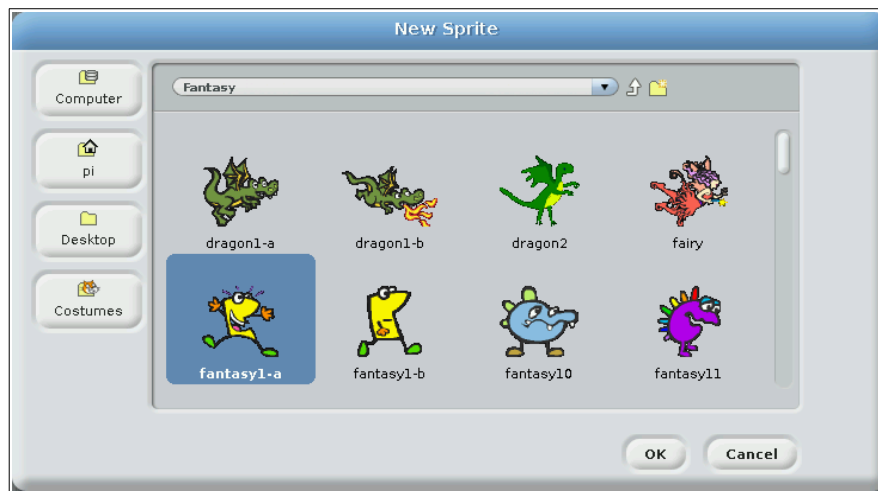 New Sprite
Computer
pi
Desktop
Costumes
Fantasy
dragon1-a dragon1-b dragon2 fairy
fantasy1-a fantasy1-b fantasy10 fantasy11
OK Cancel